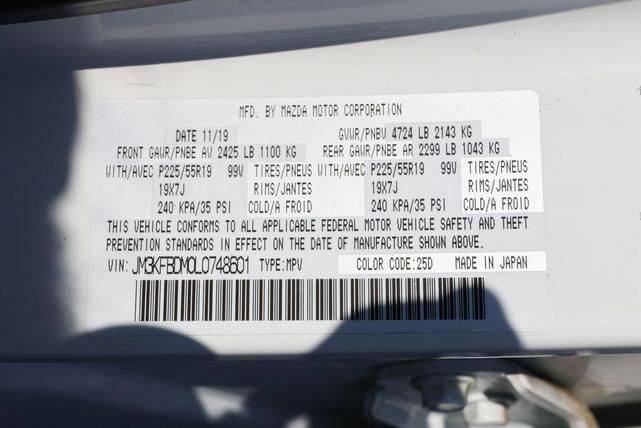 MFD. BY MAZDA MOTOR CORPORATION
DATE 11/19 GVWR/PNBV 4724 LB 2143 KG
FRONT GAWR/PNBE AV 2425 LB 1100 KG REAR GAWR/PNBE AR 2299 LB 1043 KG
WITH/AVEC P225/55R19 99V TIRES/PNEUS WITH/AVEC P225/55R19 99V TIRES/PNEUS
19X7J RIMS/JANTES 19X7J RIMS/JANTES
240 KPA/35 PSI COLD/A FROID 240 KPA/35 PSI COLD/A FROID
THIS VEHICLE CONFORMS TO ALL APPLICABLE FEDERAL MOTOR VEHICLE SAFETY AND THEFT
PREVENTION STANDARDS IN EFFECT ON THE DATE OF MANUFACTURE SHOWN ABOVE.
VIN: JM3KFBDM0L0748601 TYPE:MPV COLOR CODE:25D MADE IN JAPAN